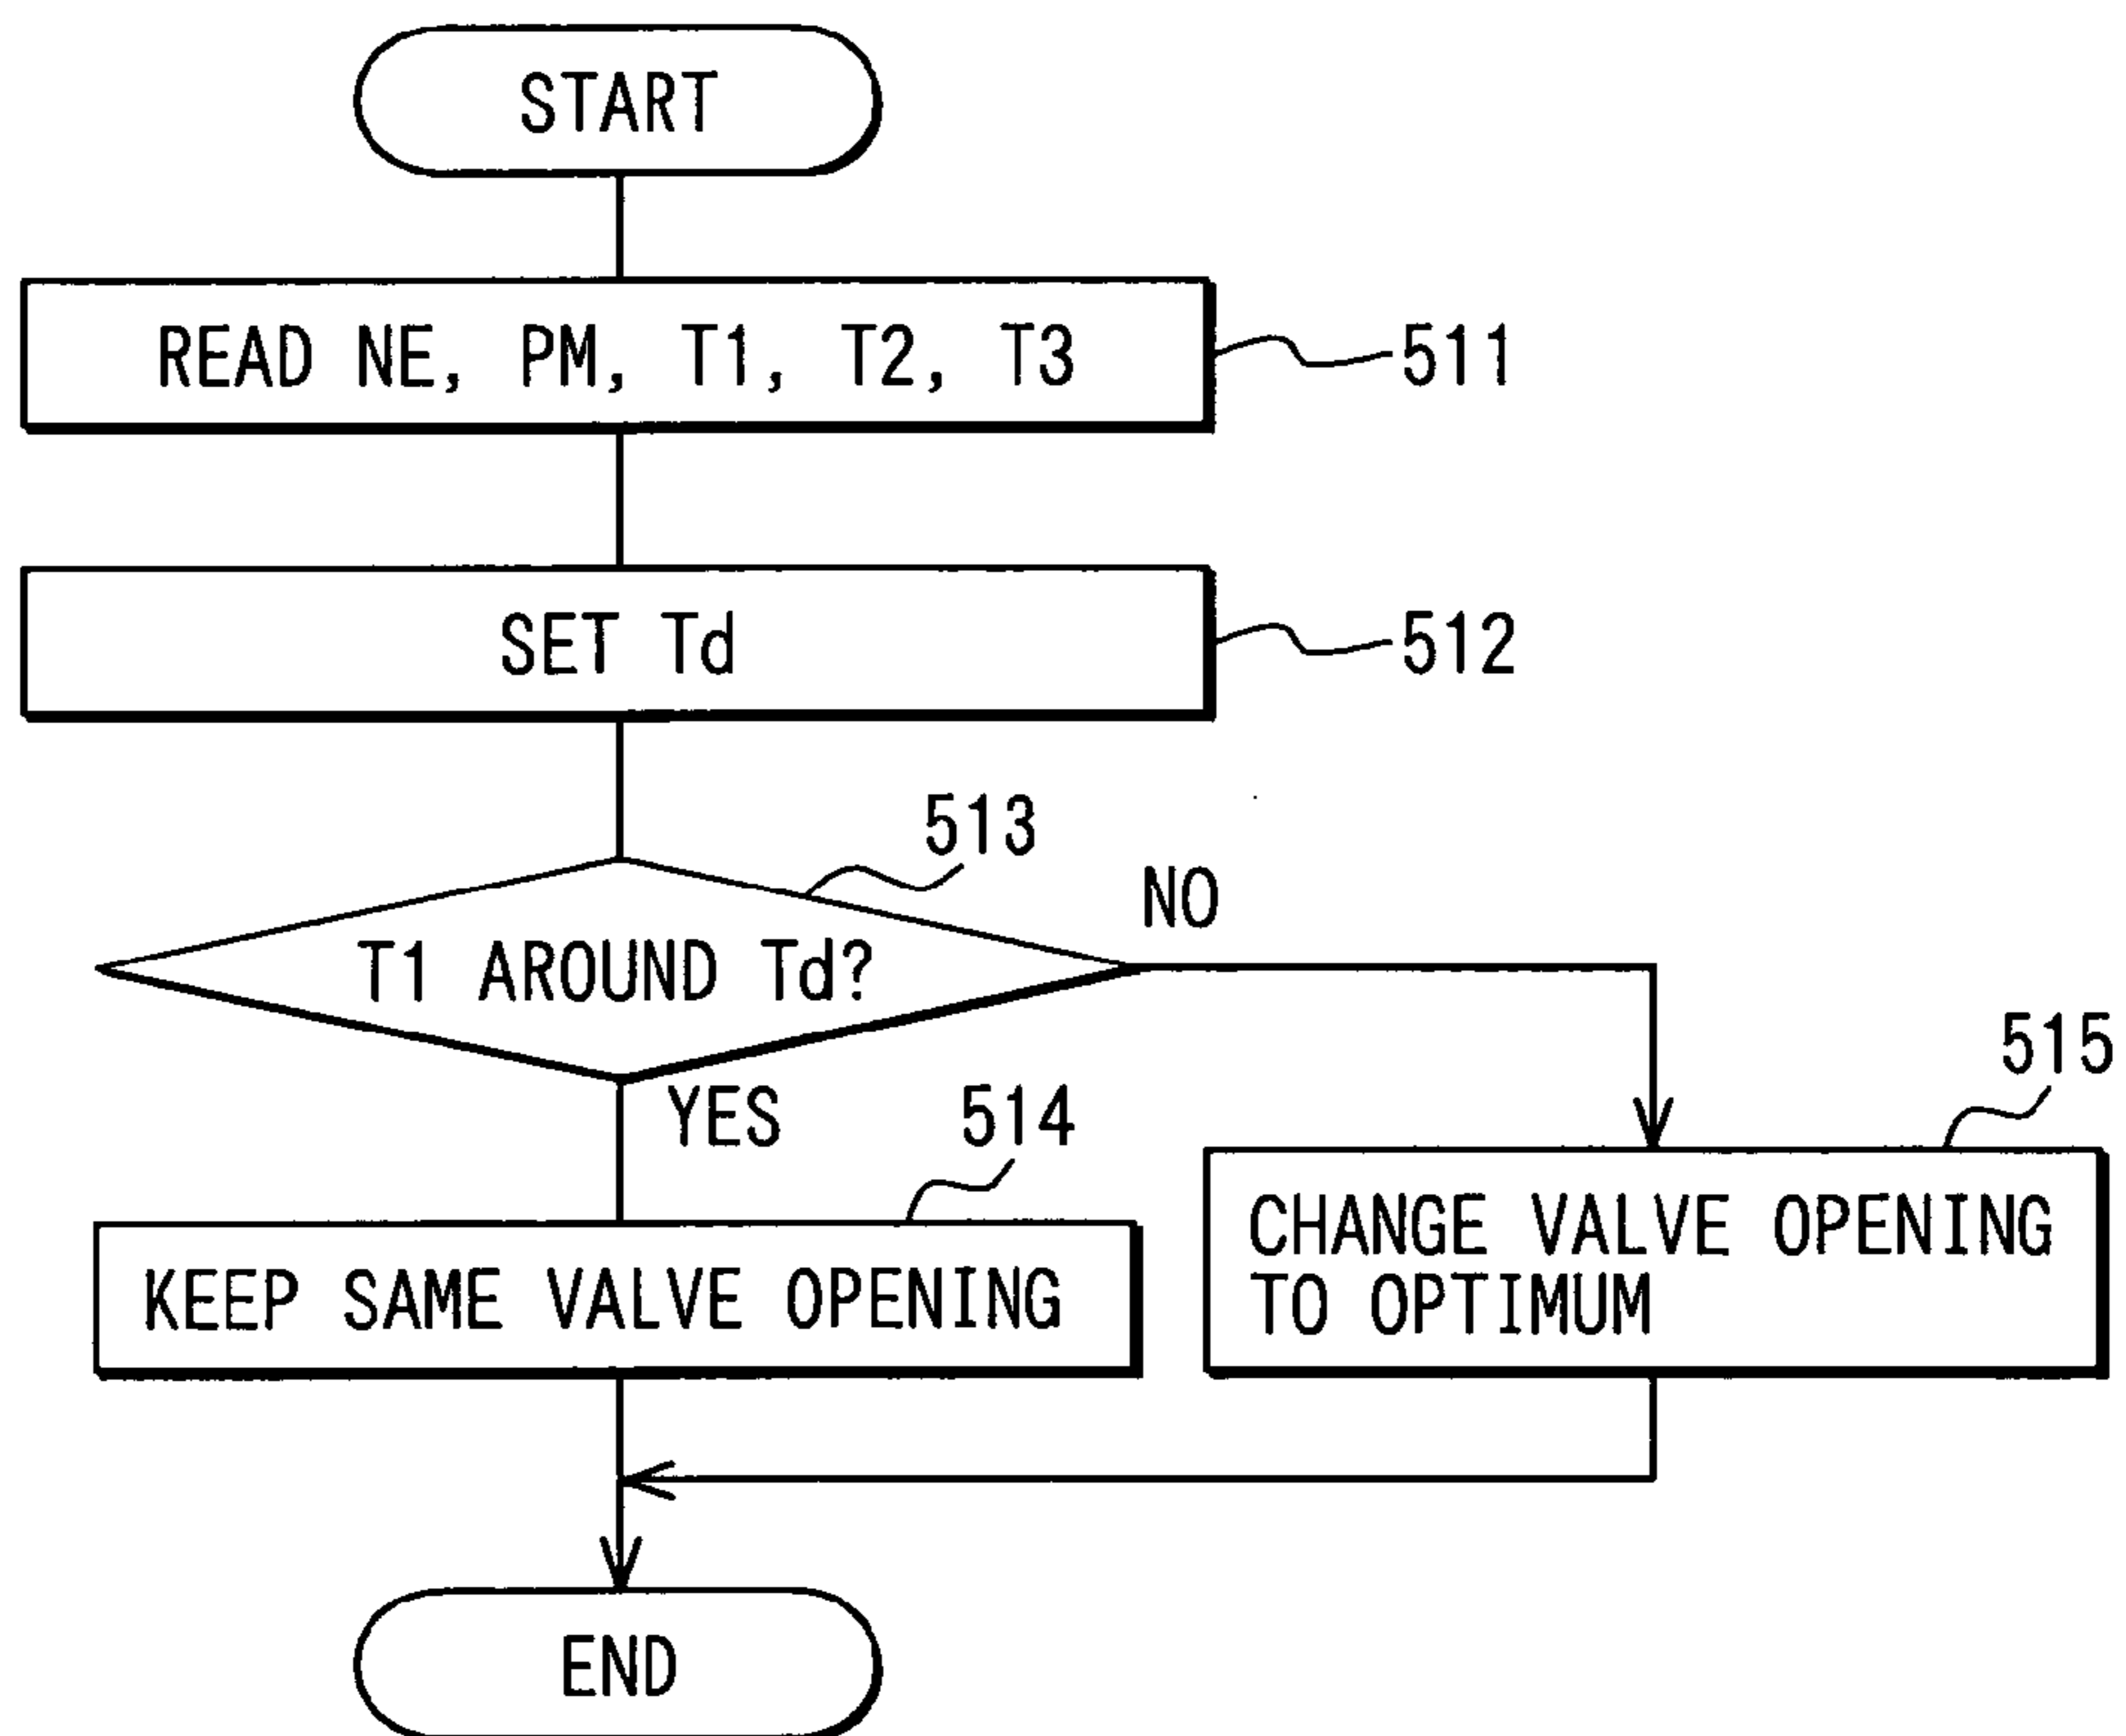 START
READ NE, PM, T1, T2, T3
511
SET Td
512
513
NO
T1 AROUND Td?
YES
514
515
KEEP SAME VALVE OPENING
CHANGE VALVE OPENING
TO OPTIMUM
END